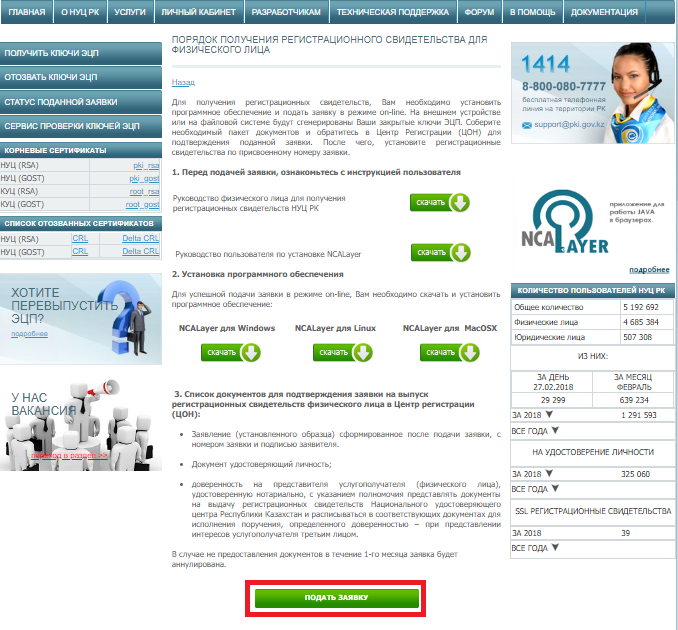 ГЛАВНАЯ О НУЦ РК УСЛУГИ ЛИЧНЫЙ КАБИНЕТ РАЗРАБОТЧИКАМ ТЕХНИЧЕСКАЯ ПОДДЕРЖКА ФОРУМ В ПОМОЩЬ ДОКУМЕНТАЦИЯ
ПОЛУЧИТЬ КЛЮЧИ ЭЦП
ОТОЗВАТЬ КЛЮЧИ ЭЦП
СТАТУС ПОДАННОЙ ЗАЯВКИ
СЕРВИС ПРОВЕРКИ КЛЮЧЕЙ ЭЦП
КОРНЕВЫЕ СЕРТИФИКАТЫ
НУЦ (RSA) pki_rsa
НУЦ (GOST) pki_gost
КУЦ (RSA) root_rsa
КУЦ (GOST) root_gost
СПИСОК ОТОЗВАННЫХ СЕРТИФИКАТОВ
НУЦ (RSA) CRL Delta CRL
НУЦ (GOST) CRL Delta CRL
ХОТИТЕ
ПЕРЕВЫПУСТИТЬ
ЭЦП?
подробнее
У НАС
ВАКАНСИЯ
переход в раздел >>
ПОРЯДОК ПОЛУЧЕНИЯ РЕГИСТРАЦИОННОГО СВИДЕТЕЛЬСТВА ДЛЯ
ФИЗИЧЕСКОГО ЛИЦА
Назад
Для получения регистрационных свидетельств, Вам необходимо установить
программное обеспечение и подать заявку в режиме on-line. На внешнем устройстве
или на файловой системе будут сгенерированы Ваши закрытые ключи ЭЦП. Соберите
необходимый пакет документов и обратитесь в Центр Регистрации (ЦОН) для
подтверждения поданной заявки. После чего, установите регистрационные
свидетельства по присвоенному номеру заявки.
1. Перед подачей заявки, ознакомьтесь с инструкцией пользователя
Руководство физического лица для получения
регистрационных свидетельств НУЦ РК
скачать
Руководство пользователя по установке NCALayer
скачать
2. Установка программного обеспечения
Для успешной подачи заявки в режиме on-line, Вам необходимо скачать и установить
программное обеспечение:
NCALayer для Windows NCALayer для Linux NCALayer для MacOSX
скачать скачать скачать
3. Список документов для подтверждения заявки на выпуск
регистрационных свидетельств физического лица в Центр регистрации
(ЦОН):
• Заявление (установленного образца) сформированное после подачи заявки, с
номером заявки и подписью заявителя.
• Документ удостоверяющий личность;
• доверенность на представителя услугополучателя (физического лица),
удостоверенную нотариально, с указанием полномочия представлять документы
на выдачу регистрационных свидетельств Национального удостоверяющего
центра Республики Казахстан и расписываться в соответствующих документах для
исполнения поручения, определенного доверенностью – при представлении
интересов услугополучателя третьим лицом.
В случае не предоставления документов в течение 1-го месяца заявка будет
аннулирована.
ПОДАТЬ ЗАЯВКУ
1414
8-800-080-7777
бесплатная телефонная
линия на территории РК
support@pki.gov.kz
NCALAYER
приложение для
работы JAVA
в браузерах.
подробнее
КОЛИЧЕСТВО ПОЛЬЗОВАТЕЛЕЙ НУЦ РК
Общее количество 5 192 692
Физические лица 4 685 384
Юридические лица 507 308
ИЗ НИХ:
ЗА ДЕНЬ ЗА МЕСЯЦ
27.02.2018 ФЕВРАЛЬ
29 299 639 234
ЗА 2018 1 291 593
ВСЕ ГОДА
НА УДОСТОВЕРЕНИЕ ЛИЧНОСТИ
ЗА 2018 325 060
ВСЕ ГОДА
SSL РЕГИСТРАЦИОННЫЕ СВИДЕТЕЛЬСТВА
ЗА 2018 39
ВСЕ ГОДА